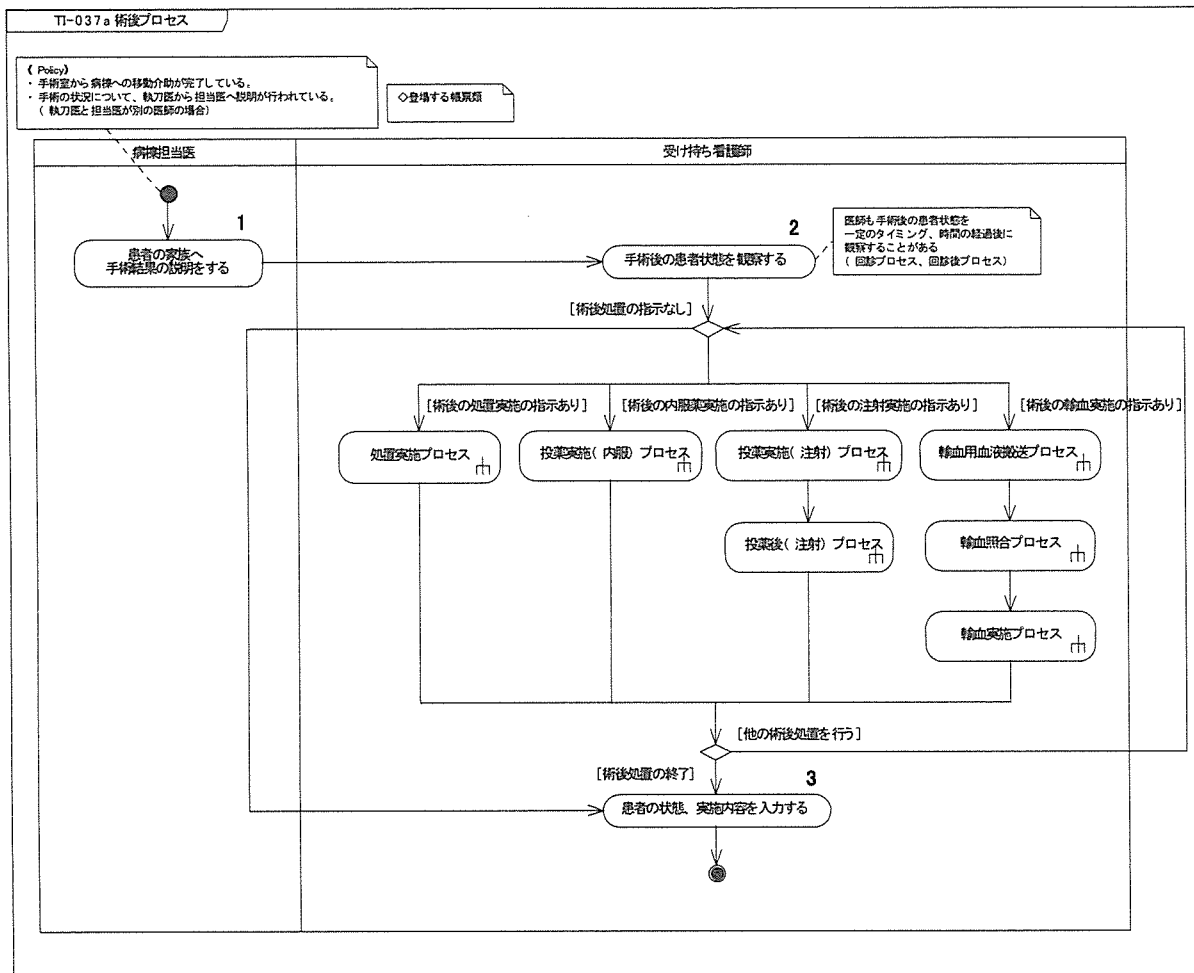 TI-037a 術後プロセス
《 Policy》
・ 手術室から病棟への移動介助が完了している。
・ 手術の状況について、執刀医から担当医へ説明が行われている。
( 執刀医と担当医が別の医師の場合)
◇登場する帳票類
病棟担当医
受け持ち看護師
1
患者の家族へ
手術結果の説明をする
2
手術後の患者状態を観察する
医師も手術後の患者状態を
一定のタイミング、時間の経過後に
観察することがある
( 回診プロセス、回診後プロセス)
[術後処置の指示なし]
[術後の処置実施の指示あり]
[術後の内服薬実施の指示あり]
[術後の注射実施の指示あり]
[術後の輸血実施の指示あり]
処置実施プロセス
投薬実施( 内服) プロセス
投薬実施( 注射) プロセス
輸血用血液搬送プロセス
投薬後( 注射) プロセス
輸血照合プロセス
輸血実施プロセス
[他の術後処置を行う]
[術後処置の終了]
3
患者の状態、実施内容を入力する